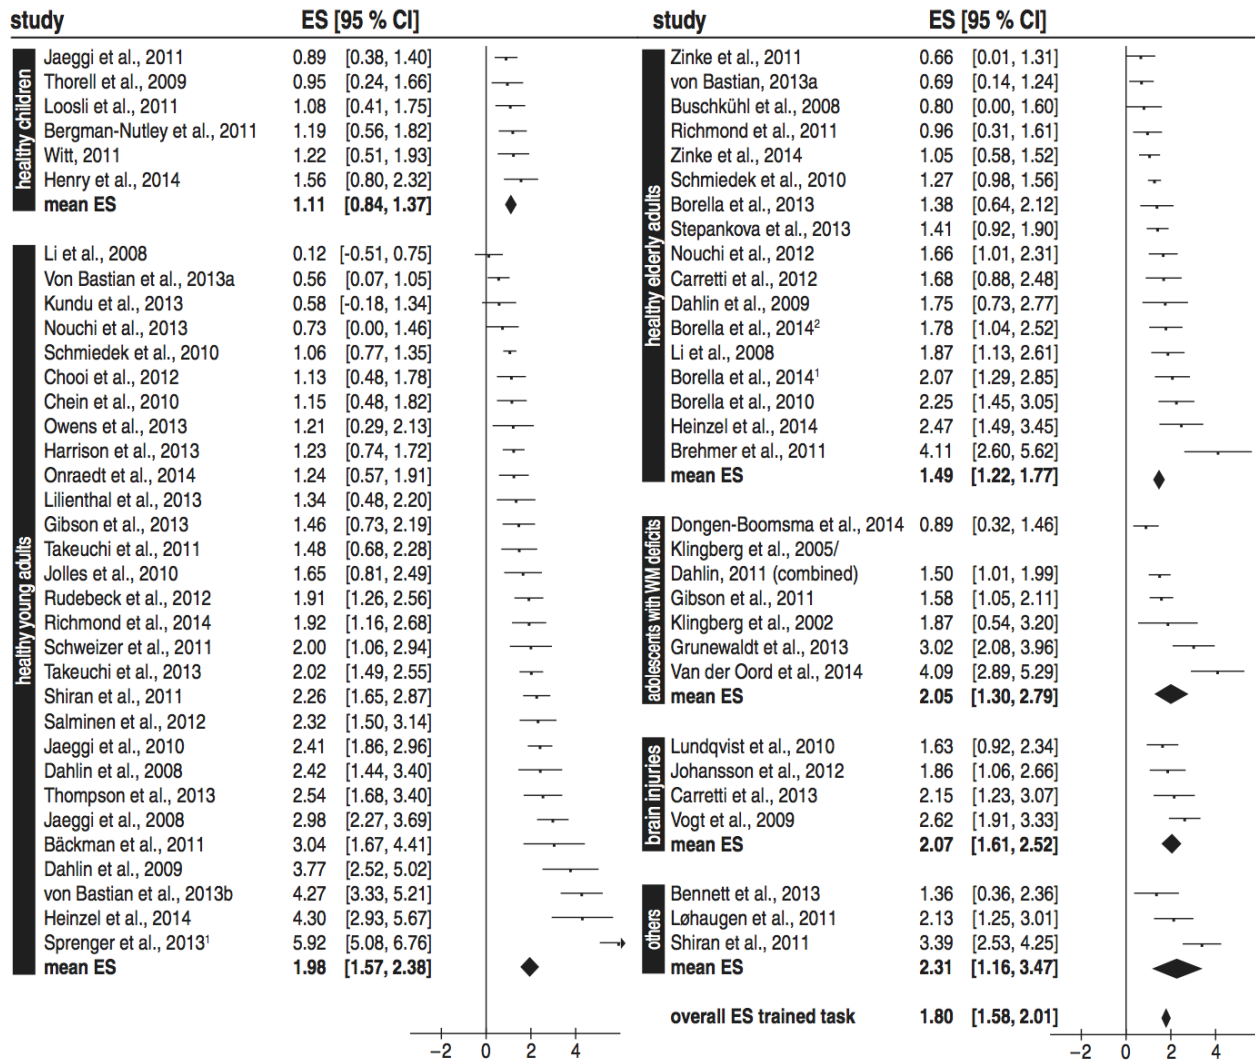 study ES [95 % CI]
healthy children
Jaeggi et al., 2011 0.89 [0.38, 1.40]
Thorell et al., 2009 0.95 [0.24, 1.66]
Loosli et al., 2011 1.08 [0.41, 1.75]
Bergman-Nutley et al., 2011 1.19 [0.56, 1.82]
Witt, 2011 1.22 [0.51, 1.93]
Henry et al., 2014 1.56 [0.80, 2.32]
mean ES 1.11 [0.84, 1.37]
healthy young adults
Li et al., 2008 0.12 [-0.51, 0.75]
Von Bastian et al., 2013a 0.56 [0.07, 1.05]
Kundu et al., 2013 0.58 [-0.18, 1.34]
Nouchi et al., 2013 0.73 [0.00, 1.46]
Schmiedek et al., 2010 1.06 [0.77, 1.35]
Chooi et al., 2012 1.13 [0.48, 1.78]
Chein et al., 2010 1.15 [0.48, 1.82]
Owens et al., 2013 1.21 [0.29, 2.13]
Harrison et al., 2013 1.23 [0.74, 1.72]
Onraedt et al., 2014 1.24 [0.57, 1.91]
Lilienthal et al., 2013 1.34 [0.48, 2.20]
Gibson et al., 2013 1.46 [0.73, 2.19]
Takeuchi et al., 2011 1.48 [0.68, 2.28]
Jolles et al., 2010 1.65 [0.81, 2.49]
Rudebeck et al., 2012 1.91 [1.26, 2.56]
Richmond et al., 2014 1.92 [1.16, 2.68]
Schweizer et al., 2011 2.00 [1.06, 2.94]
Takeuchi et al., 2013 2.02 [1.49, 2.55]
Shiran et al., 2011 2.26 [1.65, 2.87]
Salminen et al., 2012 2.32 [1.50, 3.14]
Jaeggi et al., 2010 2.41 [1.86, 2.96]
Dahlin et al., 2008 2.42 [1.44, 3.40]
Thompson et al., 2013 2.54 [1.68, 3.40]
Jaeggi et al., 2008 2.98 [2.27, 3.69]
Bäckman et al., 2011 3.04 [1.67, 4.41]
Dahlin et al., 2009 3.77 [2.52, 5.02]
von Bastian et al., 2013b 4.27 [3.33, 5.21]
Heinzel et al., 2014 4.30 [2.93, 5.67]
Sprenger et al., 2013¹ 5.92 [5.08, 6.76]
mean ES 1.98 [1.57, 2.38]
−2 0 2 4
study ES [95 % CI]
healthy elderly adults
Zinke et al., 2011 0.66 [0.01, 1.31]
von Bastian, 2013a 0.69 [0.14, 1.24]
Buschkühl et al., 2008 0.80 [0.00, 1.60]
Richmond et al., 2011 0.96 [0.31, 1.61]
Zinke et al., 2014 1.05 [0.58, 1.52]
Schmiedek et al., 2010 1.27 [0.98, 1.56]
Borella et al., 2013 1.38 [0.64, 2.12]
Stepankova et al., 2013 1.41 [0.92, 1.90]
Nouchi et al., 2012 1.66 [1.01, 2.31]
Carretti et al., 2012 1.68 [0.88, 2.48]
Dahlin et al., 2009 1.75 [0.73, 2.77]
Borella et al., 2014² 1.78 [1.04, 2.52]
Li et al., 2008 1.87 [1.13, 2.61]
Borella et al., 2014¹ 2.07 [1.29, 2.85]
Borella et al., 2010 2.25 [1.45, 3.05]
Heinzel et al., 2014 2.47 [1.49, 3.45]
Brehmer et al., 2011 4.11 [2.60, 5.62]
mean ES 1.49 [1.22, 1.77]
adolescents with WM deficits
Dongen-Boomsma et al., 2014 0.89 [0.32, 1.46]
Klingberg et al., 2005/
Dahlin, 2011 (combined) 1.50 [1.01, 1.99]
Gibson et al., 2011 1.58 [1.05, 2.11]
Klingberg et al., 2002 1.87 [0.54, 3.20]
Grunewaldt et al., 2013 3.02 [2.08, 3.96]
Van der Oord et al., 2014 4.09 [2.89, 5.29]
mean ES 2.05 [1.30, 2.79]
brain injuries
Lundqvist et al., 2010 1.63 [0.92, 2.34]
Johansson et al., 2012 1.86 [1.06, 2.66]
Carretti et al., 2013 2.15 [1.23, 3.07]
Vogt et al., 2009 2.62 [1.91, 3.33]
mean ES 2.07 [1.61, 2.52]
others
Bennett et al., 2013 1.36 [0.36, 2.36]
Løhaugen et al., 2011 2.13 [1.25, 3.01]
Shiran et al., 2011 3.39 [2.53, 4.25]
mean ES 2.31 [1.16, 3.47]
overall ES trained task 1.80 [1.58, 2.01]
−2 0 2 4